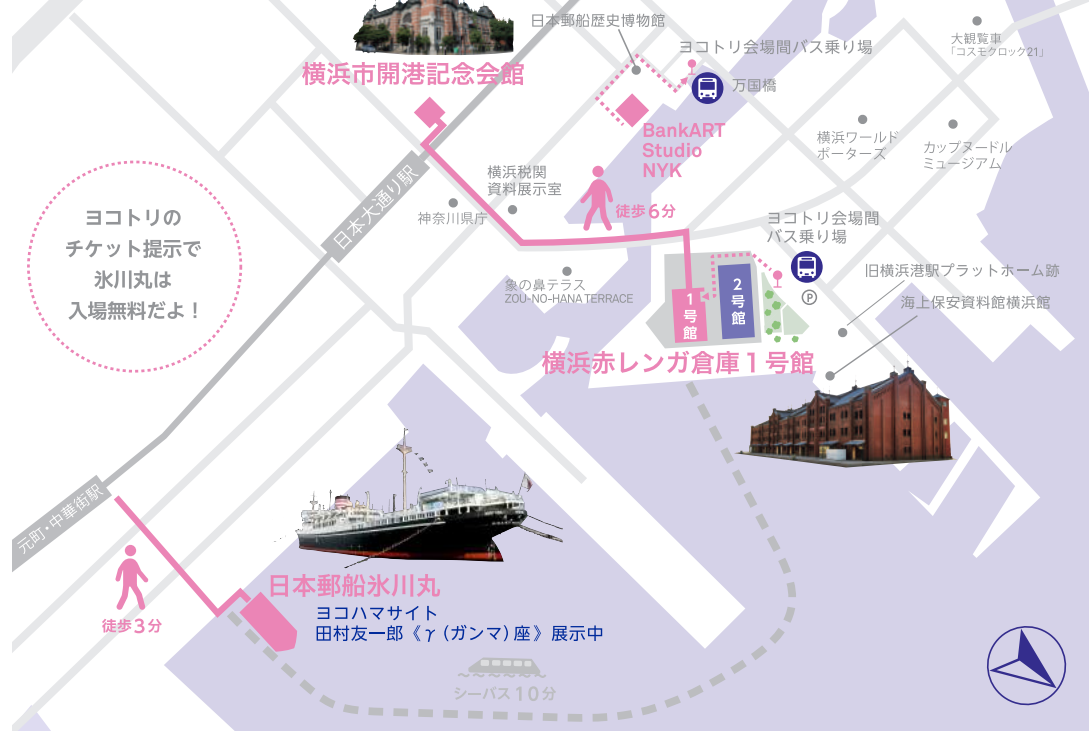 日本郵船歴史博物館
大観覧車
「コスモクロック21」
ヨコトリ会場間バス乗り場
横浜市開港記念会館
万国橋
BankART
Studio
NYK
横浜ワールド
ポーターズ
カップヌードル
ミュージアム
日本大通り駅
横浜税関
資料展示室
神奈川県庁
徒歩6分
ヨコトリ会場間
バス乗り場
P
ヨコトリの
チケット提示で
氷川丸は
入場無料だよ!
象の鼻テラス
ZOU-NO-HANA TERRACE
1号館
2号館
旧横浜港駅プラットホーム跡
海上保安資料館横浜館
横浜赤レンガ倉庫1号館
元町・中華街駅
徒歩3分
日本郵船氷川丸
ヨコハマサイト
田村友一郎《γ(ガンマ)座》展示中
シーバス10分